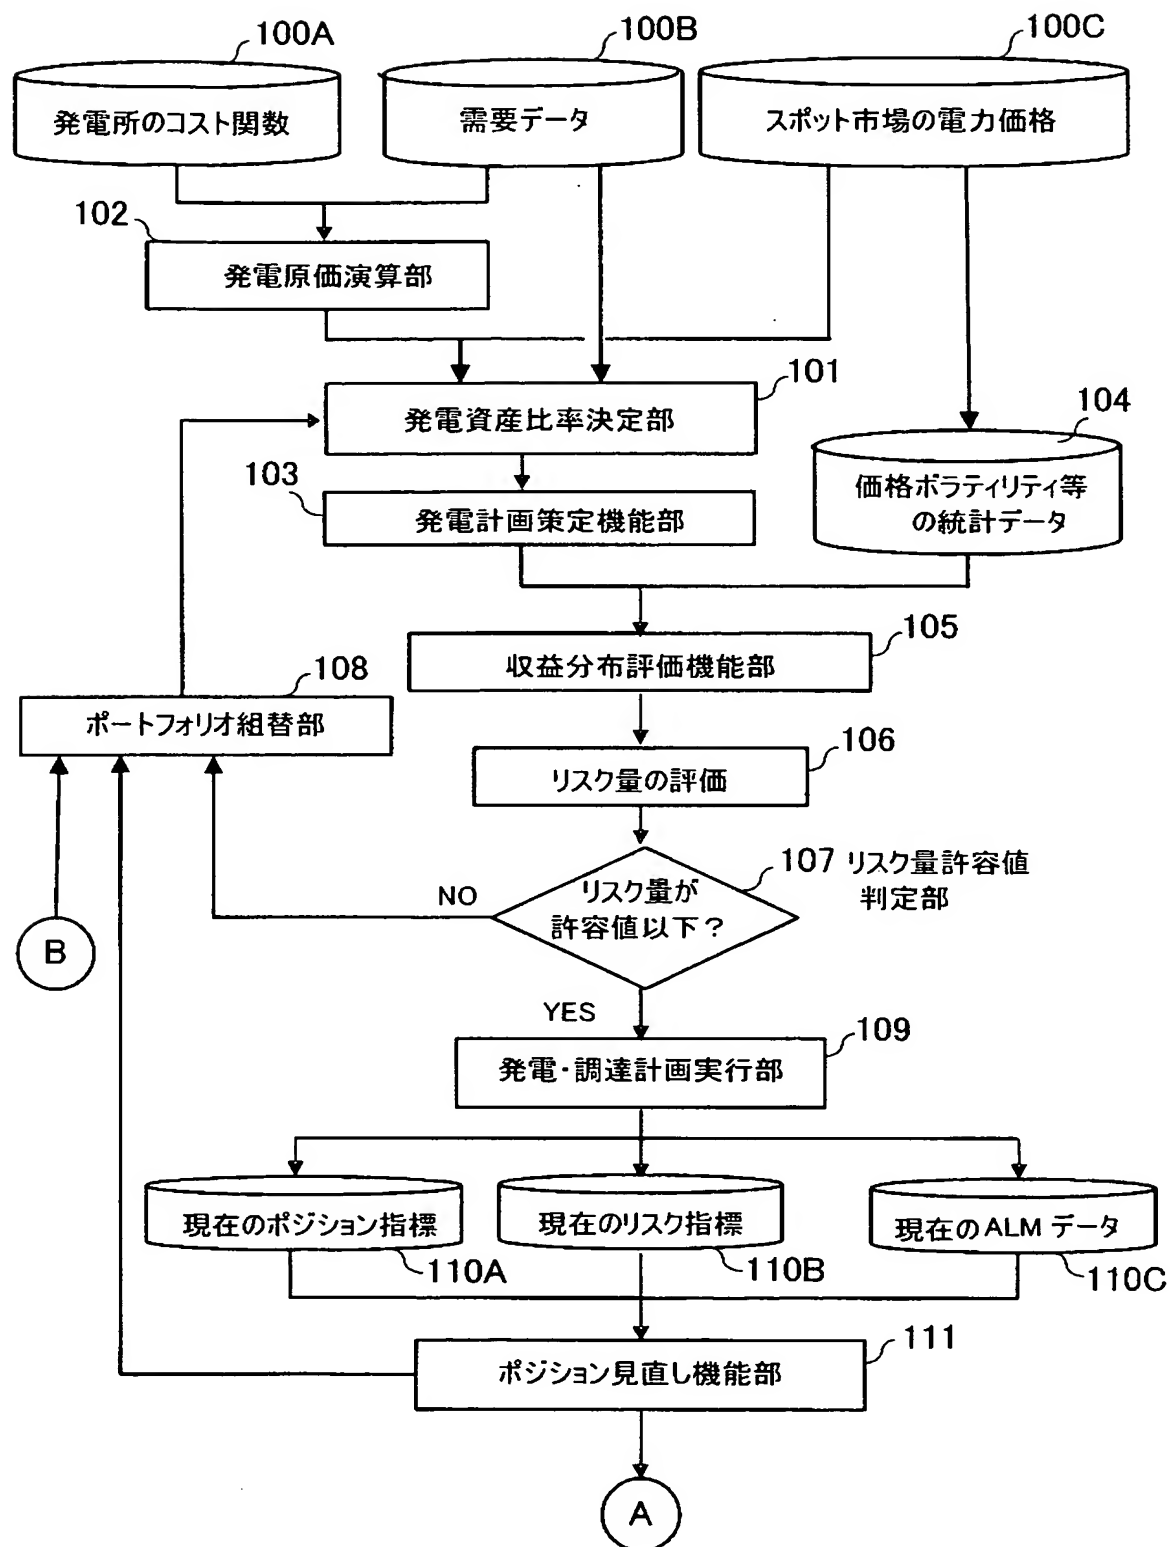 100A
100B
100C
発電所のコスト関数
需要データ
スポット市場の電力価格
102
発電原価演算部
101
発電資産比率決定部
104
価格ボラティリティ等
の統計データ
103
発電計画策定機能部
105
収益分布評価機能部
108
ポートフォリオ組替部
106
リスク量の評価
107 リスク量許容値
判定部
リスク量が
許容値以下?
NO
B
YES
109
発電・調達計画実行部
現在のポジション指標
現在のリスク指標
現在のALMデータ
110A
110B
110C
111
ポジション見直し機能部
A